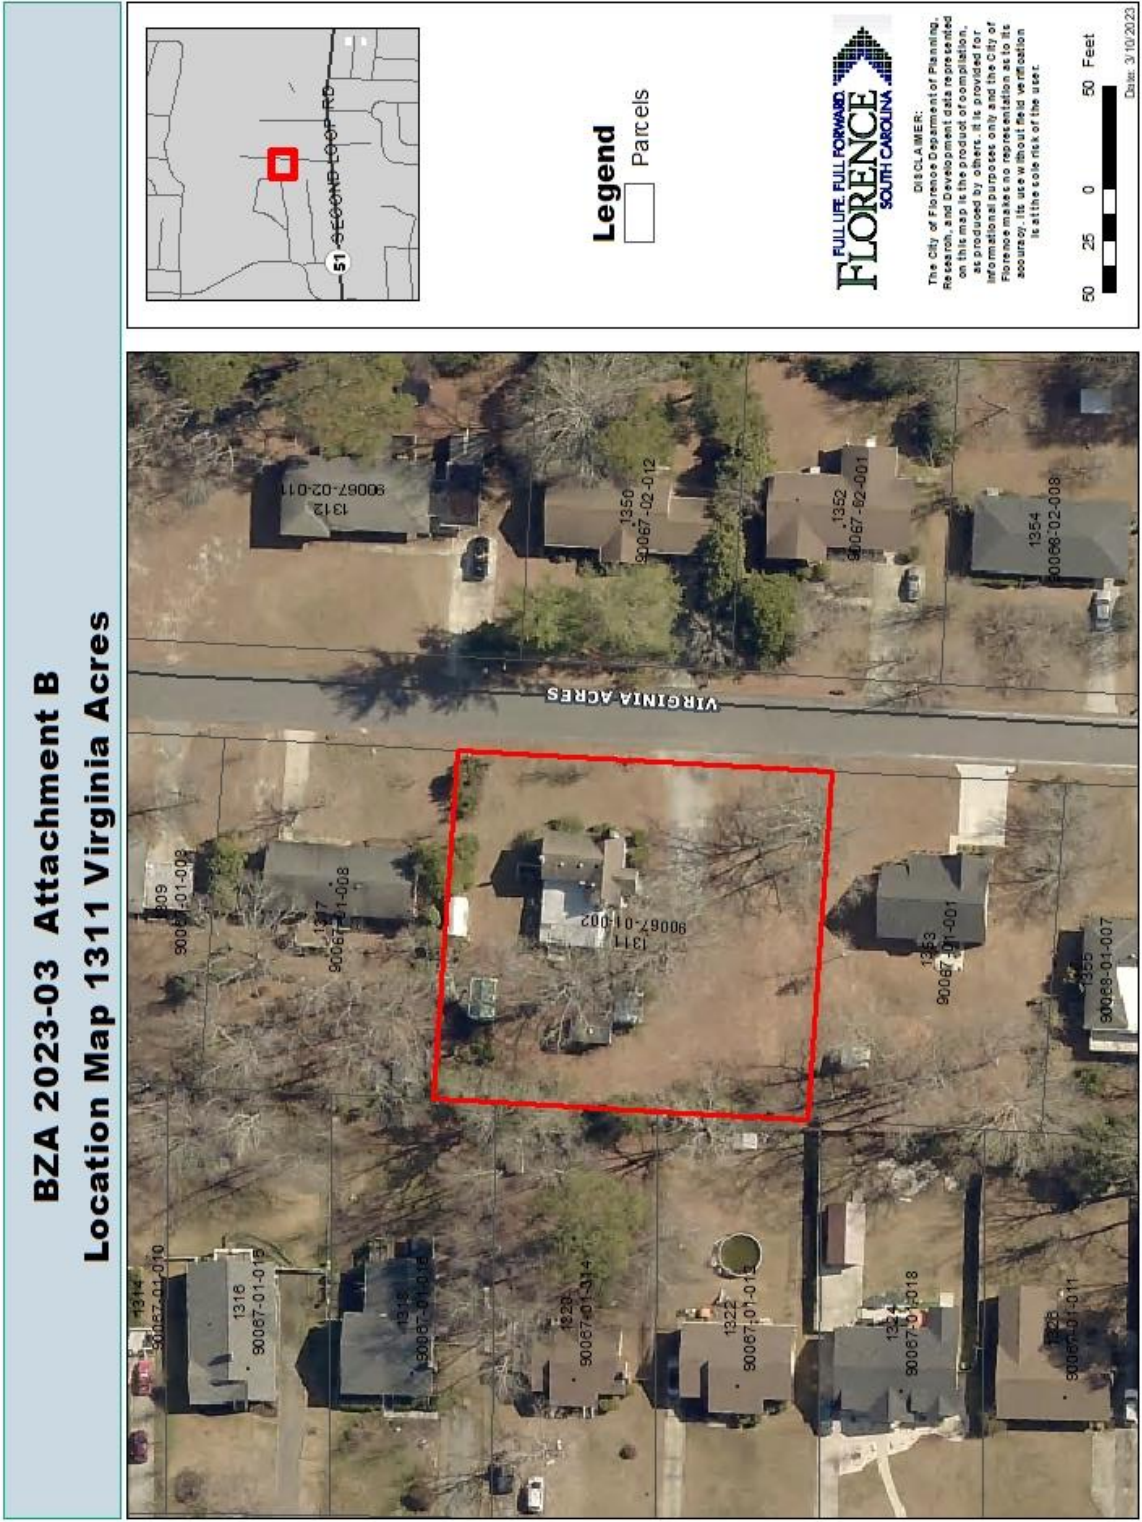 BZA 2023-03 Attachment B
Location Map 1311 Virginia Acres
51 SECOND LOOP RD
Legend
Parcels
FULL LIFE. FULL FORWARD.
FLORENCE
SOUTH CAROLINA
DISCLAIMER:
The City of Florence Deparment of Planning,
Research, and Development data represented
on this map is the product of compilation,
as produced by others. It is provided for
informational purposes only and the City of
Florence makes no representation as to its
accuracy. Its use without field verification
is at the sole risk of the user.
50 25 0 50 Feet
Date: 3/10/2023
VIRGINIA ACRES
1312
90067-02-011
1350
90067-02-012
1352
90067-02-001
1354
90068-02-008
90067-01-008
1311
90067-01-002
1353
90067-01-001
1355
90068-01-007
1314
90067-01-010
1316
90067-01-015
1318
1320
90067-01-014
1322
90067-01-013
1324
90067-01-018
1326
90067-01-011